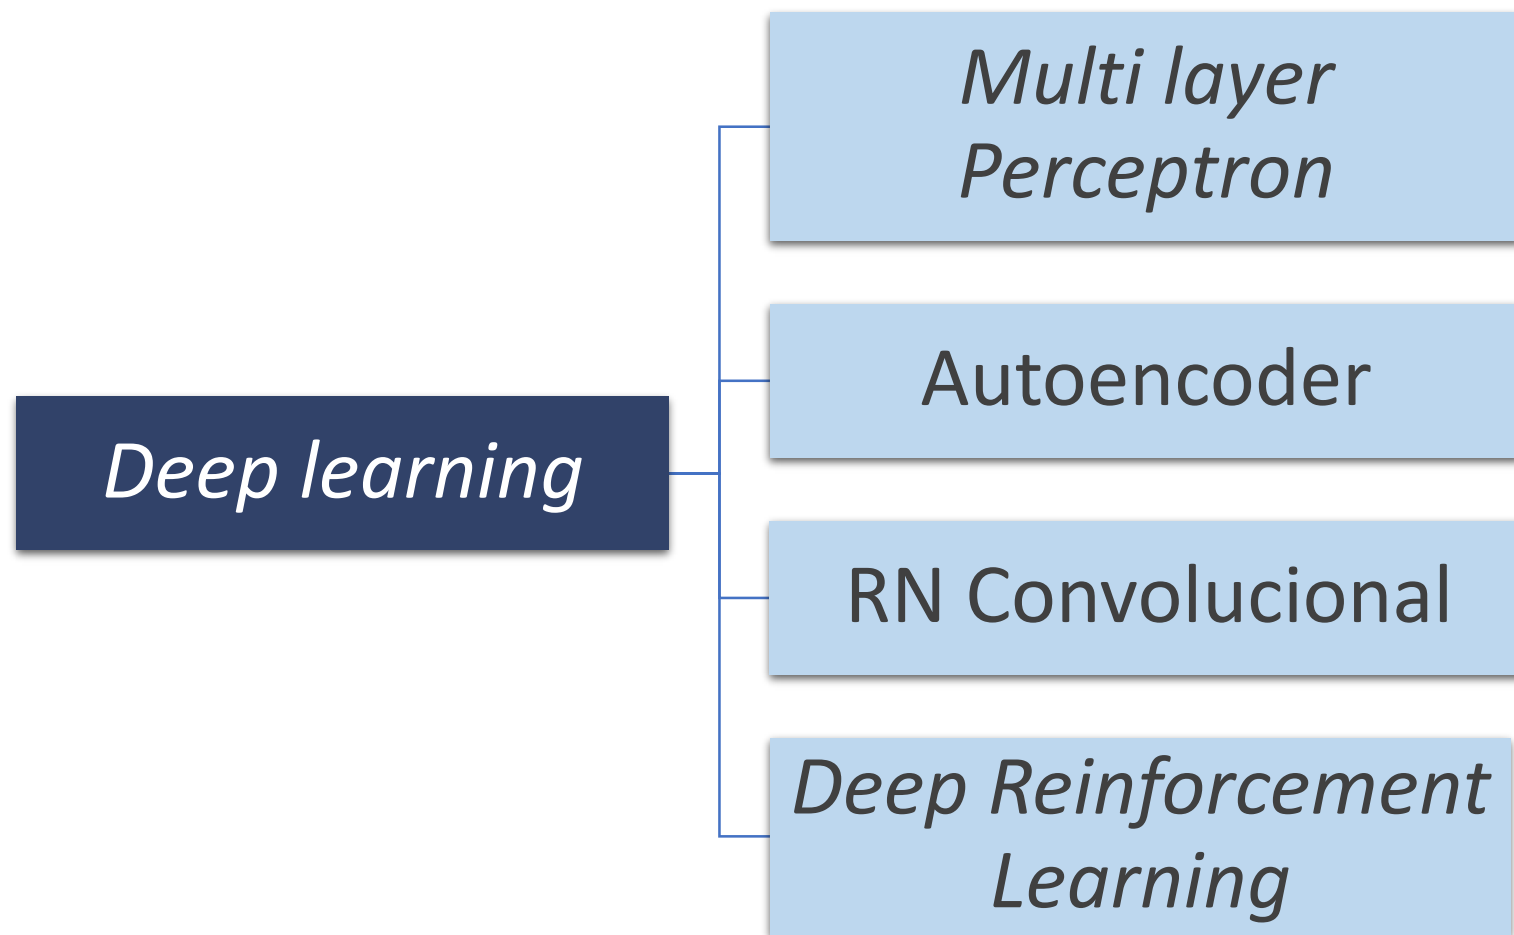 Multi layer
Perceptron
Autoencoder
Deep learning
RN Convolucional
Deep Reinforcement
Learning